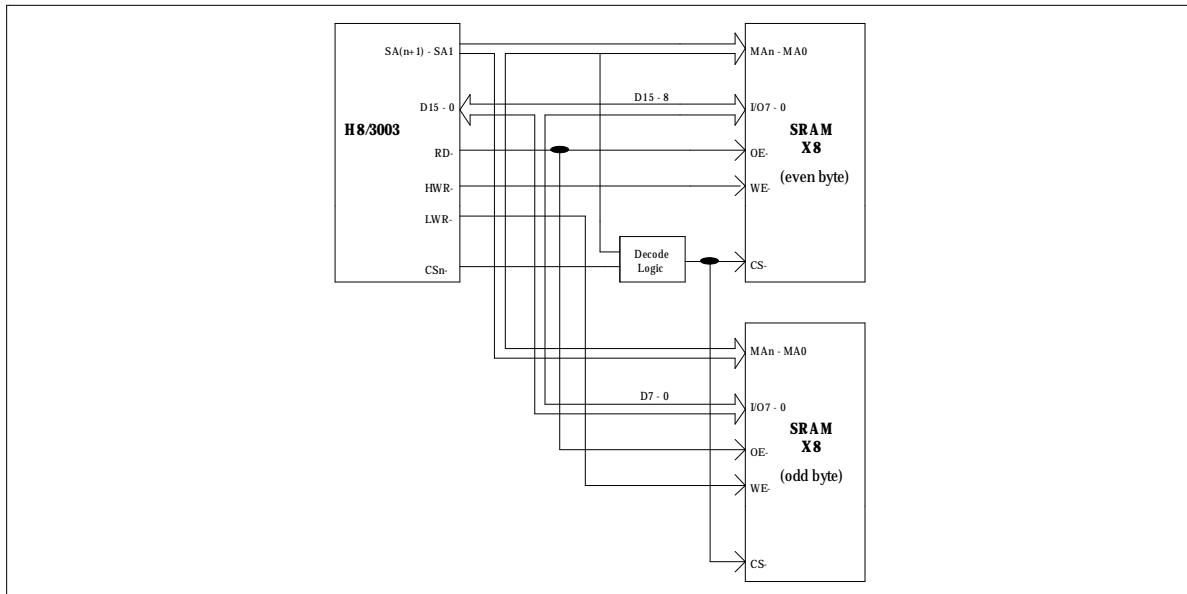 SA(n+1) - SA1
D15 - 0
H8/3003
RD-
HWR-
LWR-
CSn-
D15 - 8
Decode
Logic
MAn - MA0
I/O7 - 0
SRAM
X8
OE-
(even byte)
WE-
CS-
D7 - 0
MAn - MA0
I/O7 - 0
SRAM
X8
OE-
(odd byte)
WE-
CS-